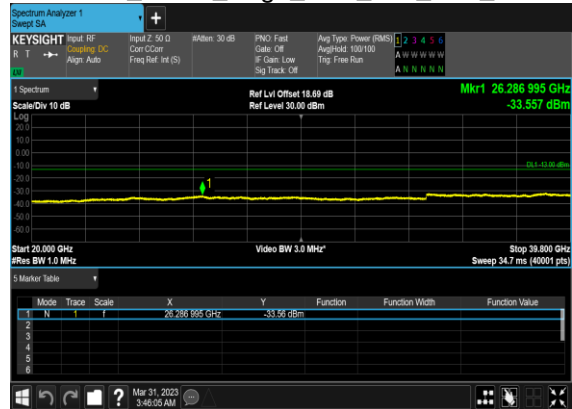 Spectrum Analyzer 1
Swept SA
+
KEYSIGHT Input: RF Input Z: 50 Ω #Atten: 30 dB PNO: Fast Avg Type: Power (RMS) 1 2 3 4 5 6
R T Coupling: DC Corr CCorr Gate: Off Avg|Hold: 100/100 A W W W W W
Align: Auto Freq Ref: Int (S) IF Gain: Low Trig: Free Run A N N N N N
Sig Track: Off
LXI
1 Spectrum Ref Lvl Offset 18.69 dB Mkr1 26.286 995 GHz
Scale/Div 10 dB Ref Level 30.00 dBm -33.557 dBm
Log
20.0
10.0
0.00
-10.0
DL1 -13.00 dBm
-20.0
1
-30.0
-40.0
-50.0
-60.0
Start 20.000 GHz Video BW 3.0 MHz* Stop 39.800 GHz
#Res BW 1.0 MHz Sweep 34.7 ms (40001 pts)
5 Marker Table
Mode Trace Scale X Y Function Function Width Function Value
1 N 1 f 26.286 995 GHz -33.56 dBm
2
3
4
5
6
? Mar 31, 2023
3:46:05 AM